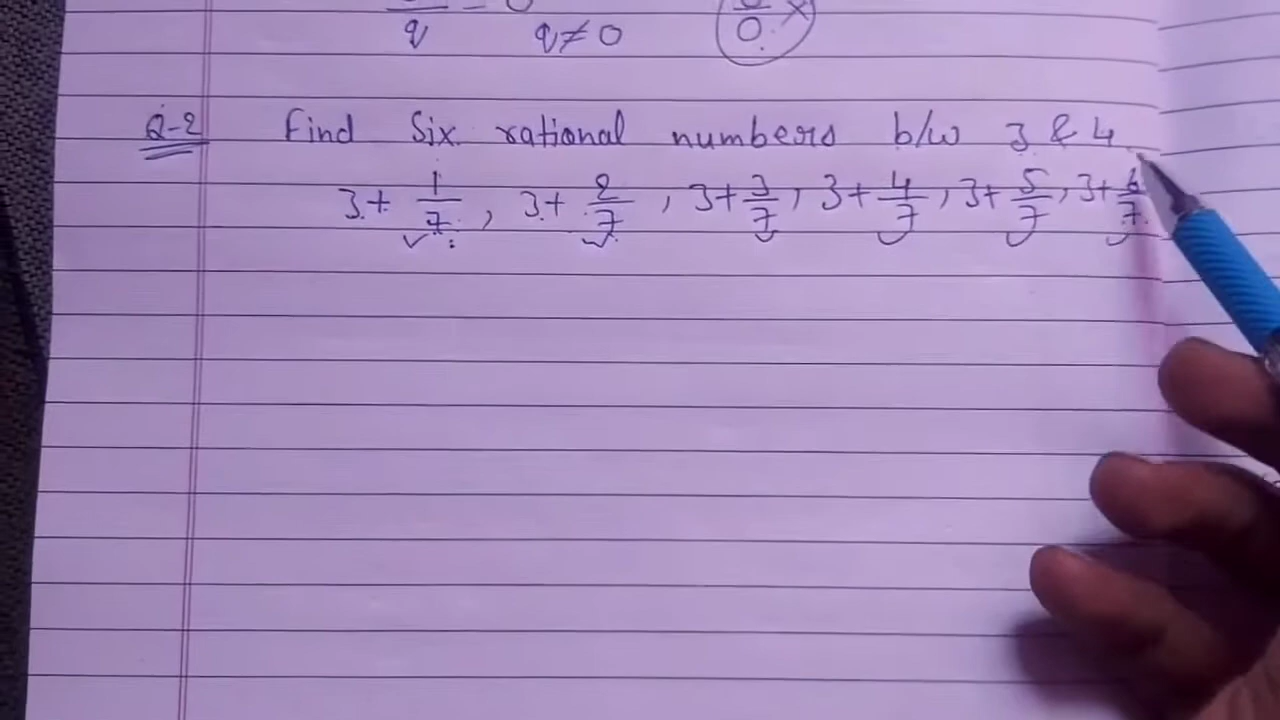 q q≠0 0 ×
Q-2 Find Six rational numbers b/w 3 & 4
3+ 1/7, 3+ 2/7, 3+ 3/7, 3+ 4/7, 3+ 5/7, 3+ 6/7